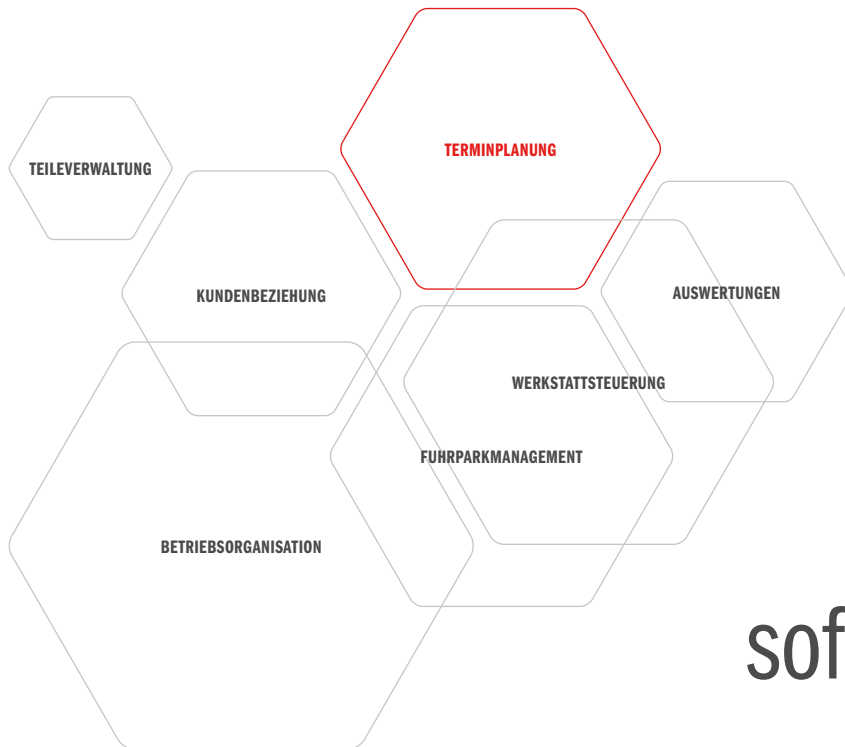 TERMINPLANUNG
TEILEVERWALTUNG
KUNDENBEZIEHUNG
AUSWERTUNGEN
WERKSTATTSTEUERUNG
FUHRPARKMANAGEMENT
BETRIEBSORGANISATION
sof